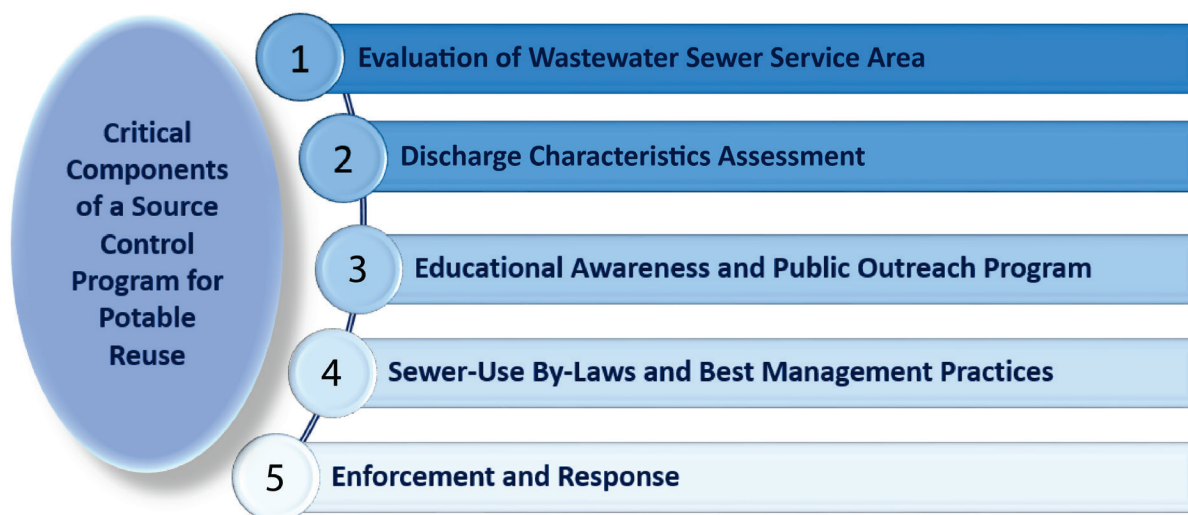 Critical
Components
of a Source
Control
Program for
Potable
Reuse
1
Evaluation of Wastewater Sewer Service Area
2
Discharge Characteristics Assessment
3
Educational Awareness and Public Outreach Program
4
Sewer-Use By-Laws and Best Management Practices
5
Enforcement and Response